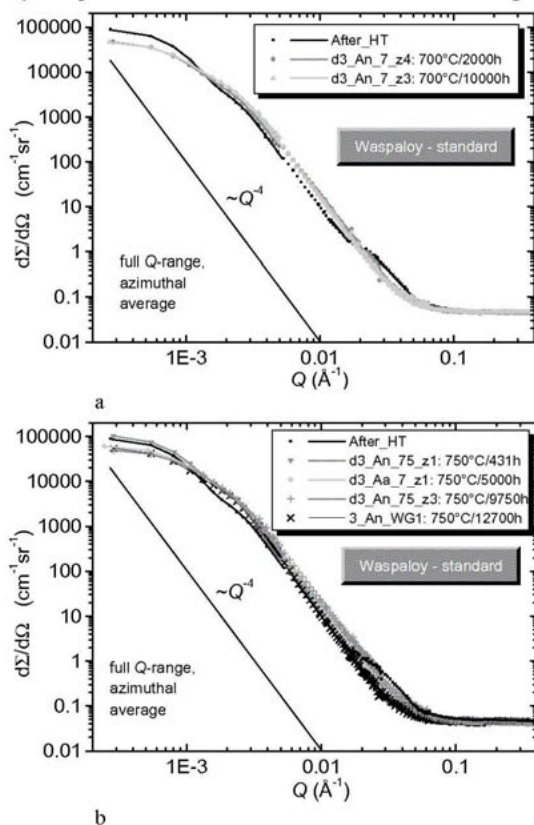 After_HT
d3_An_7_z4: 700°C/2000h
d3_An_7_z3: 700°C/10000h
Waspaloy - standard
~Q⁻⁴
full Q-range,
azimuthal
average
dΣ/dΩ (cm⁻¹sr⁻¹)
100000
10000
1000
100
10
1
0.1
0.01
1E-3
0.01
0.1
Q (Å⁻¹)
a
After_HT
d3_An_75_z1: 750°C/431h
d3_Aa_7_z1: 750°C/5000h
d3_An_75_z3: 750°C/9750h
3_An_WG1: 750°C/12700h
Waspaloy - standard
~Q⁻⁴
full Q-range,
azimuthal
average
dΣ/dΩ (cm⁻¹sr⁻¹)
100000
10000
1000
100
10
1
0.1
0.01
1E-3
0.01
0.1
Q (Å⁻¹)
b